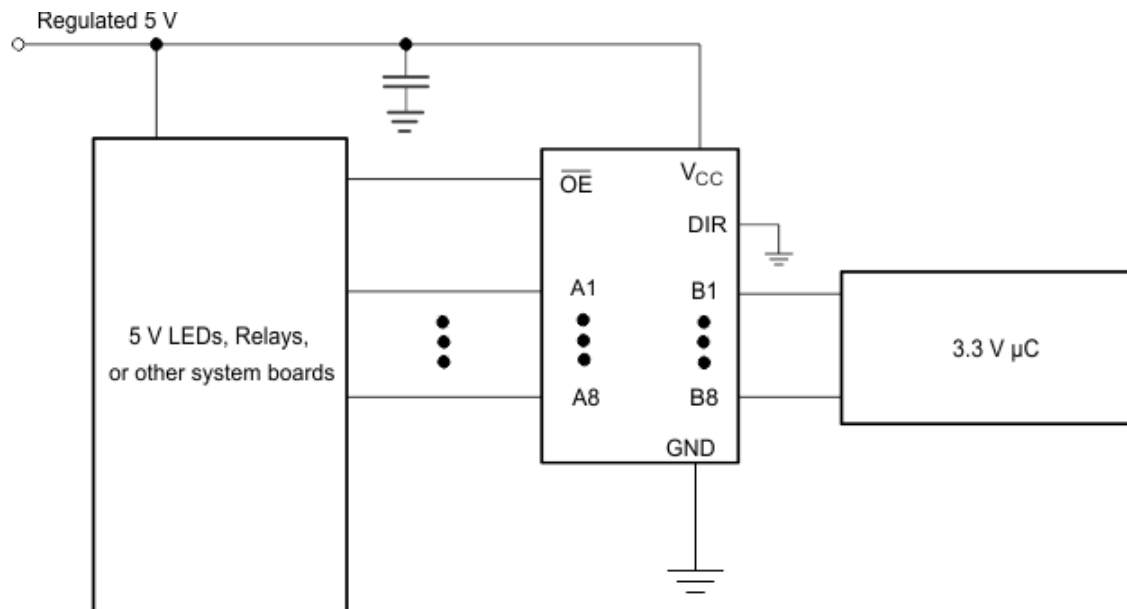 Regulated 5 V
OE
VCC
DIR
A1
B1
5 V LEDs, Relays,
or other system boards
3.3 V µC
A8
B8
GND